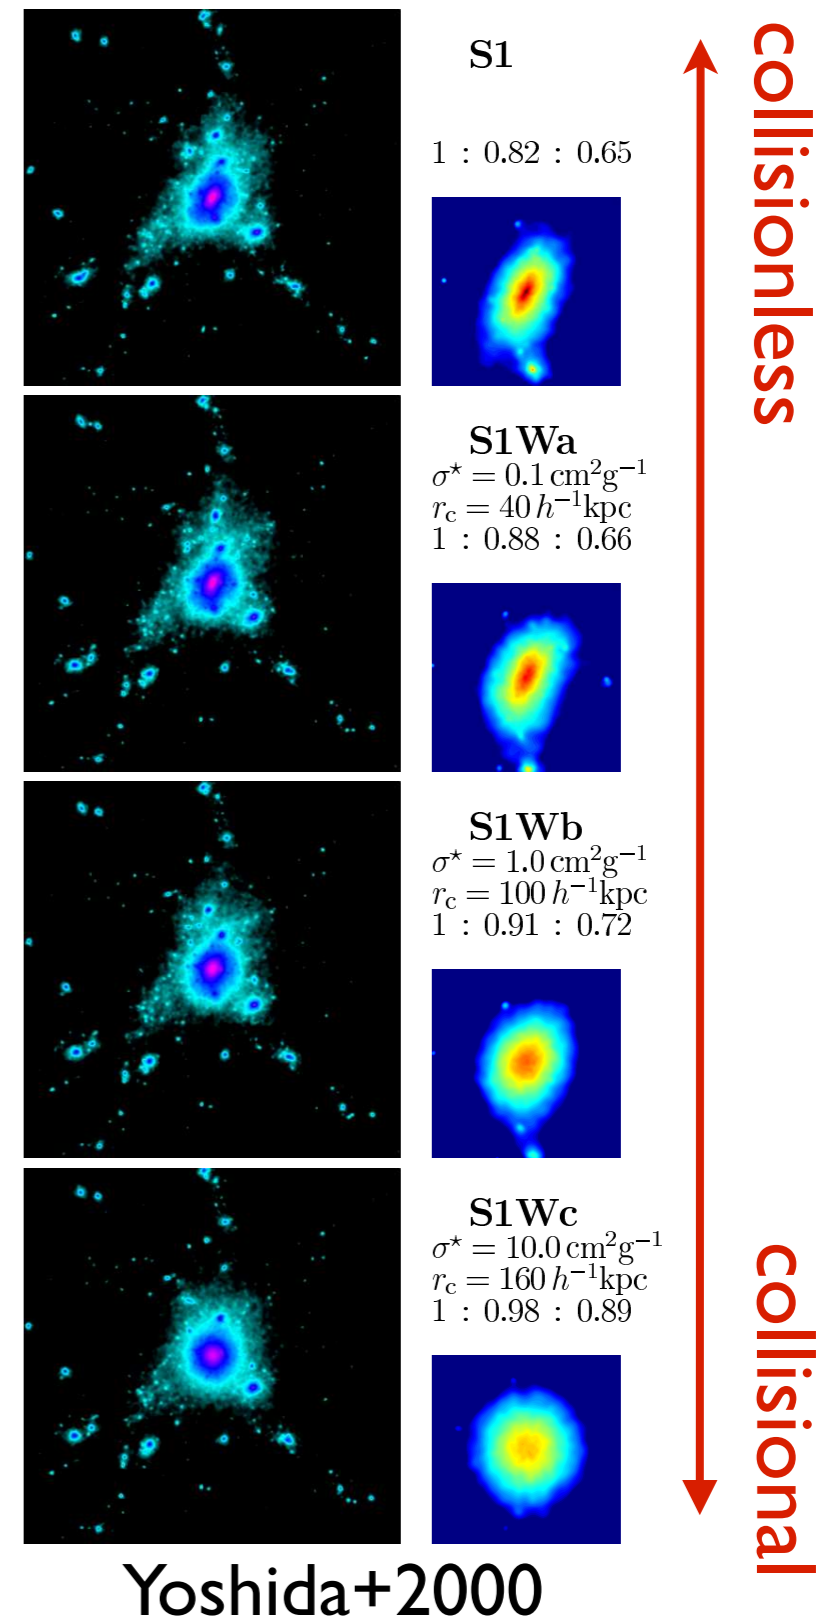 S1
1 : 0.82 : 0.65
collisionless
S1Wa
σ⋆ = 0.1 cm²g⁻¹
r_c = 40 h⁻¹kpc
1 : 0.88 : 0.66
S1Wb
σ⋆ = 1.0 cm²g⁻¹
r_c = 100 h⁻¹kpc
1 : 0.91 : 0.72
S1Wc
σ⋆ = 10.0 cm²g⁻¹
r_c = 160 h⁻¹kpc
1 : 0.98 : 0.89
collisional
Yoshida+2000